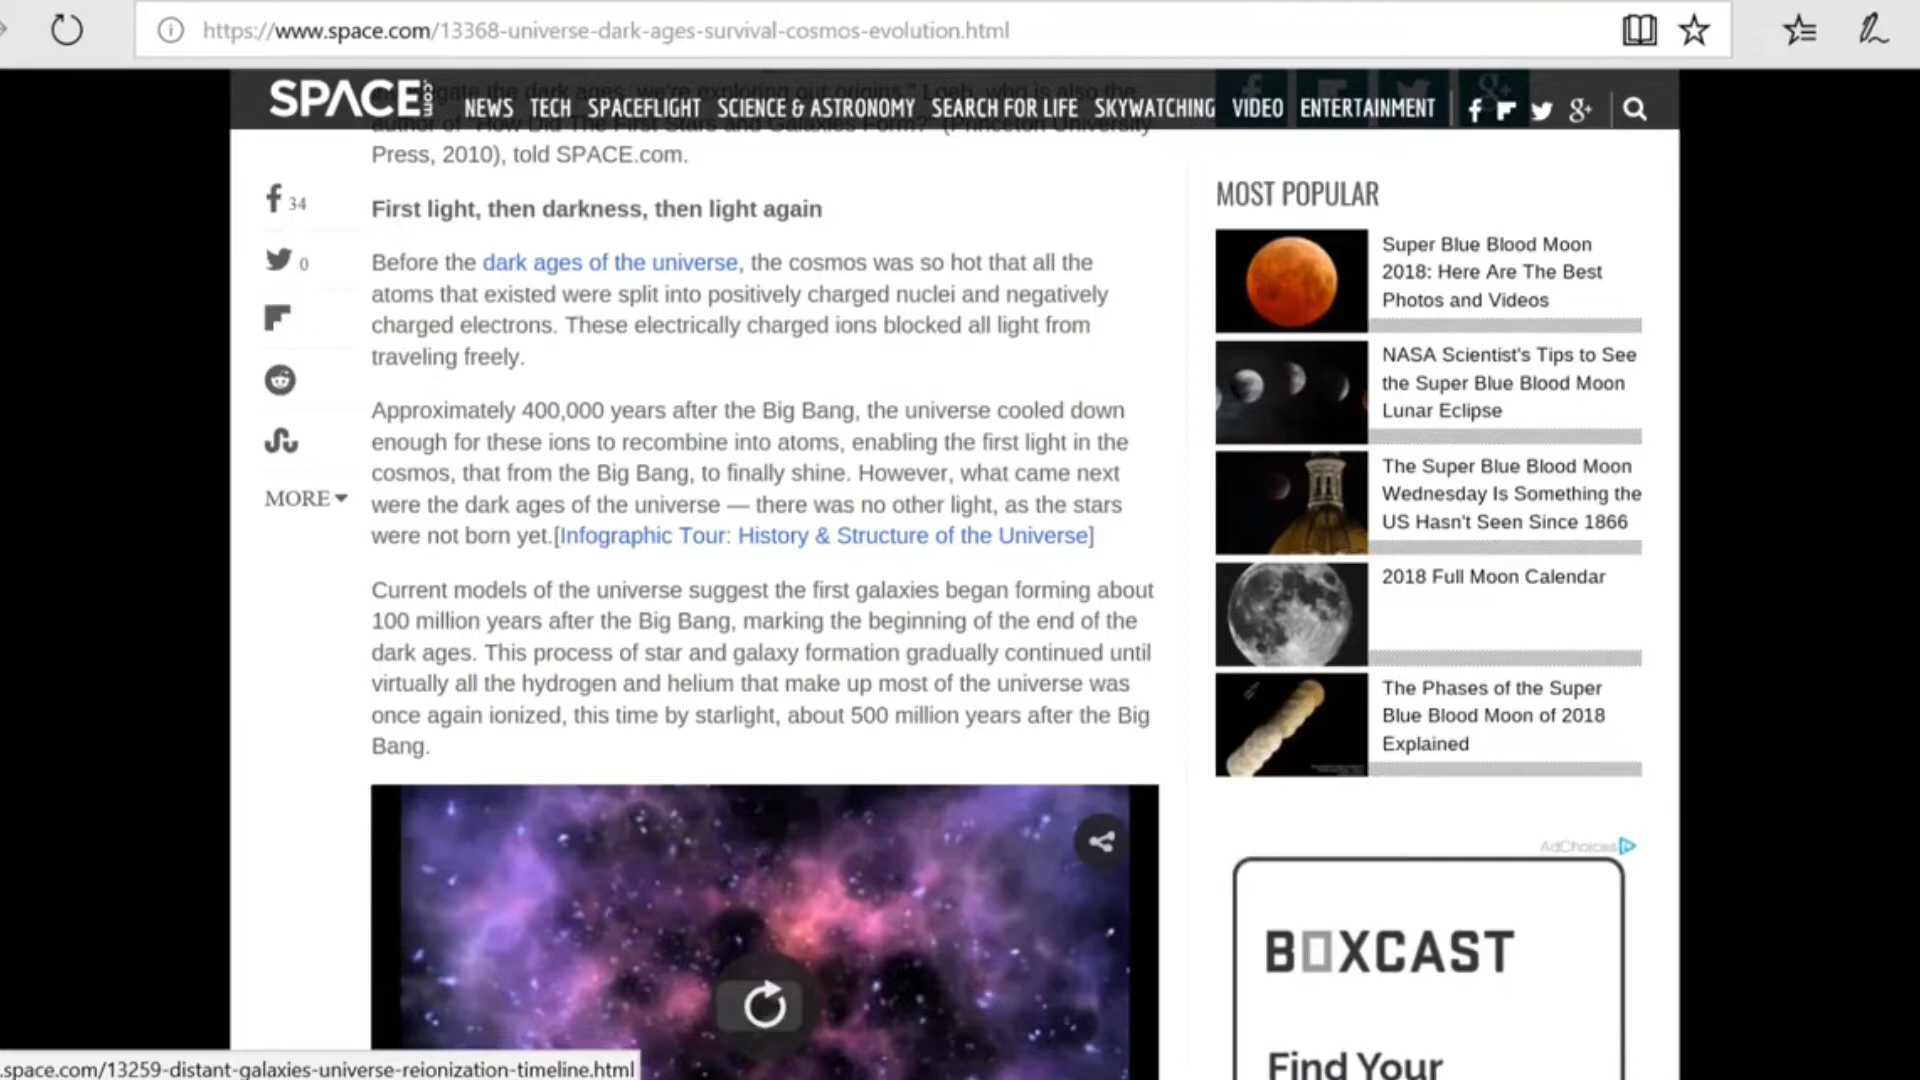 https://www.space.com/13368-universe-dark-ages-survival-cosmos-evolution.html
SPACE.com
NEWS TECH SPACEFLIGHT SCIENCE & ASTRONOMY SEARCH FOR LIFE SKYWATCHING VIDEO ENTERTAINMENT
author of "How Did The First Stars and Galaxies Form?" (Princeton University
Press, 2010), told SPACE.com.
34
0
MORE
First light, then darkness, then light again
Before the dark ages of the universe, the cosmos was so hot that all the
atoms that existed were split into positively charged nuclei and negatively
charged electrons. These electrically charged ions blocked all light from
traveling freely.
Approximately 400,000 years after the Big Bang, the universe cooled down
enough for these ions to recombine into atoms, enabling the first light in the
cosmos, that from the Big Bang, to finally shine. However, what came next
were the dark ages of the universe — there was no other light, as the stars
were not born yet.[Infographic Tour: History & Structure of the Universe]
Current models of the universe suggest the first galaxies began forming about
100 million years after the Big Bang, marking the beginning of the end of the
dark ages. This process of star and galaxy formation gradually continued until
virtually all the hydrogen and helium that make up most of the universe was
once again ionized, this time by starlight, about 500 million years after the Big
Bang.
MOST POPULAR
Super Blue Blood Moon
2018: Here Are The Best
Photos and Videos
NASA Scientist's Tips to See
the Super Blue Blood Moon
Lunar Eclipse
The Super Blue Blood Moon
Wednesday Is Something the
US Hasn't Seen Since 1866
2018 Full Moon Calendar
The Phases of the Super
Blue Blood Moon of 2018
Explained
AdChoices
BOXCAST
Find Your
.space.com/13259-distant-galaxies-universe-reionization-timeline.html